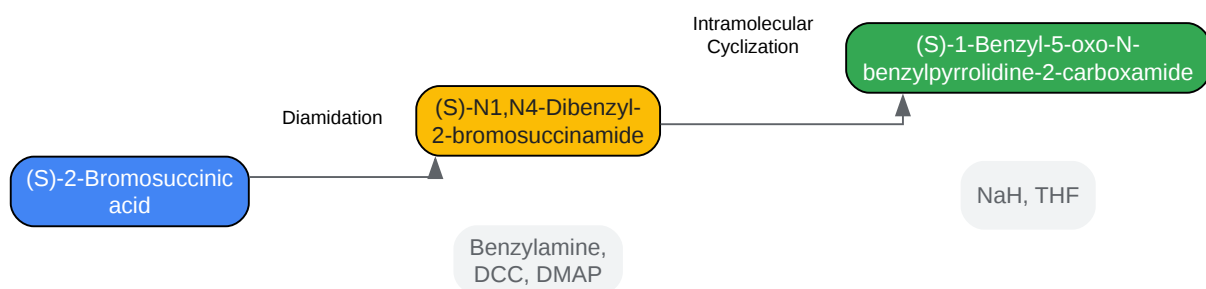 Intramolecular
Cyclization
(S)-1-Benzyl-5-oxo-N-
benzylpyrrolidine-2-carboxamide
Diamidation
(S)-N1,N4-Dibenzyl-
2-bromosuccinamide
(S)-2-Bromosuccinic
acid
NaH, THF
Benzylamine,
DCC, DMAP